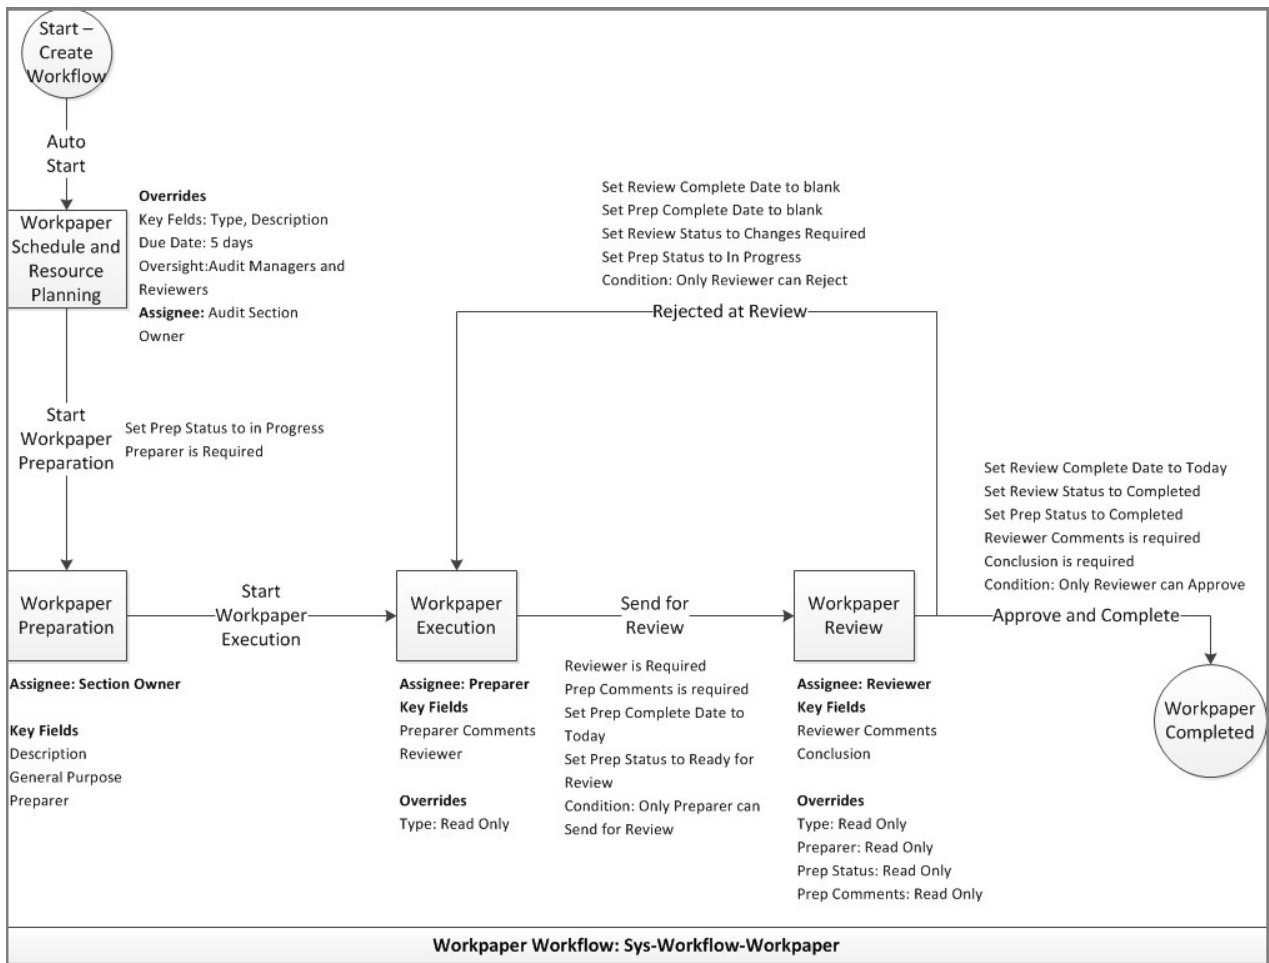 Start –
Create
Workflow
Auto
Start
Workpaper
Schedule and
Resource
Planning
Overrides
Key Felds: Type, Description
Due Date: 5 days
Oversight:Audit Managers and
Reviewers
Assignee: Audit Section
Owner
Start
Workpaper
Preparation
Set Prep Status to in Progress
Preparer is Required
Set Review Complete Date to blank
Set Prep Complete Date to blank
Set Review Status to Changes Required
Set Prep Status to In Progress
Condition: Only Reviewer can Reject
Rejected at Review
Workpaper
Preparation
Assignee: Section Owner
Key Fields
Description
General Purpose
Preparer
Start
Workpaper
Execution
Workpaper
Execution
Assignee: Preparer
Key Fields
Preparer Comments
Reviewer
Overrides
Type: Read Only
Send for
Review
Reviewer is Required
Prep Comments is required
Set Prep Complete Date to
Today
Set Prep Status to Ready for
Review
Condition: Only Preparer can
Send for Review
Workpaper
Review
Assignee: Reviewer
Key Fields
Reviewer Comments
Conclusion
Overrides
Type: Read Only
Preparer: Read Only
Prep Status: Read Only
Prep Comments: Read Only
Set Review Complete Date to Today
Set Review Status to Completed
Set Prep Status to Completed
Reviewer Comments is required
Conclusion is required
Condition: Only Reviewer can Approve
Approve and Complete
Workpaper
Completed
Workpaper Workflow: Sys-Workflow-Workpaper